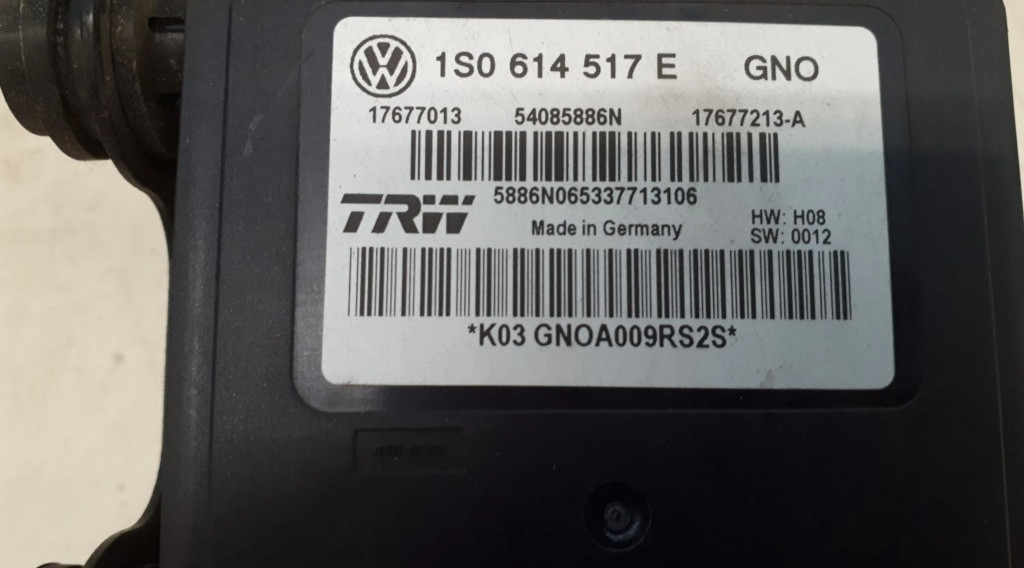 1S0 614 517 E GNO
17677013 54085886N 17677213-A
5886N065337713106
TRW Made in Germany HW: H08
SW: 0012
*K03 GNOA009RS2S*